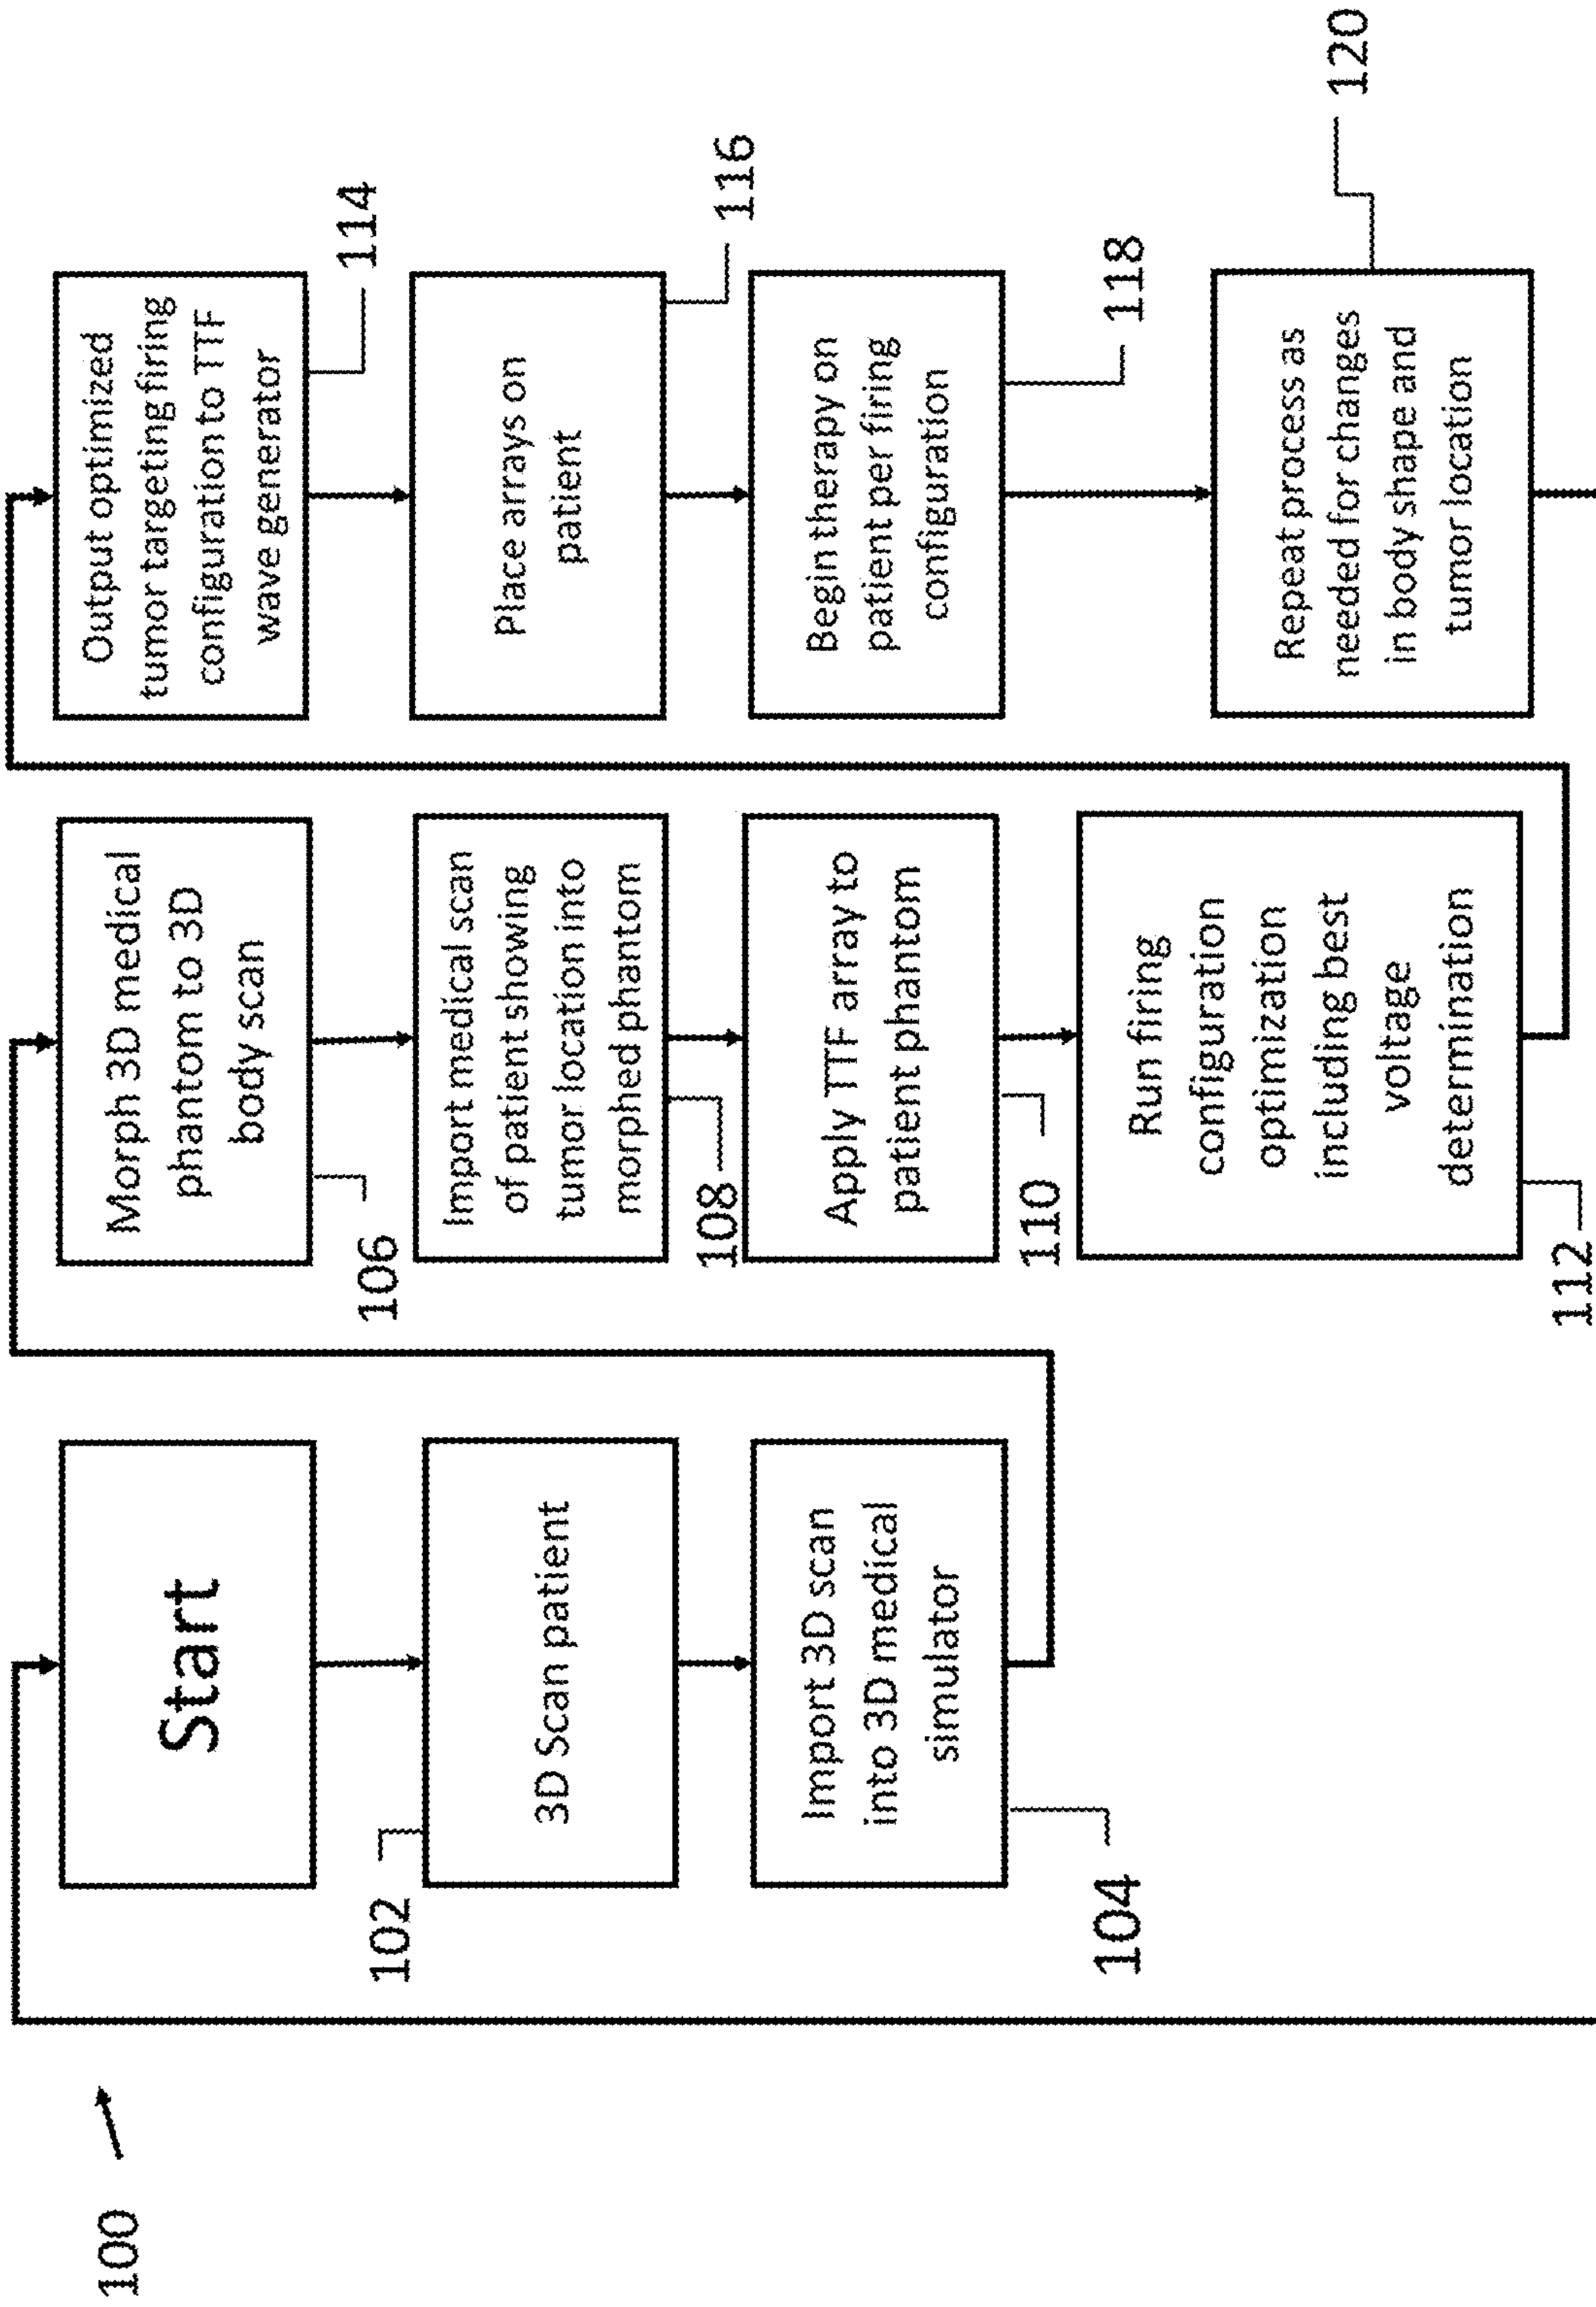 100
Start
3D Scan patient
102
Import 3D scan
into 3D medical
simulator
104
Morph 3D medical
phantom to 3D
body scan
106
Import medical scan
of patient showing
tumor location into
morphed phantom
108
Apply TTF array to
patient phantom
110
Run firing
configuration
optimization
including best
voltage
determination
112
Output optimized
tumor targeting firing
configuration to TTF
wave generator
114
Place arrays on
patient
116
Begin therapy on
patient per firing
configuration
118
Repeat process as
needed for changes
in body shape and
tumor location
120